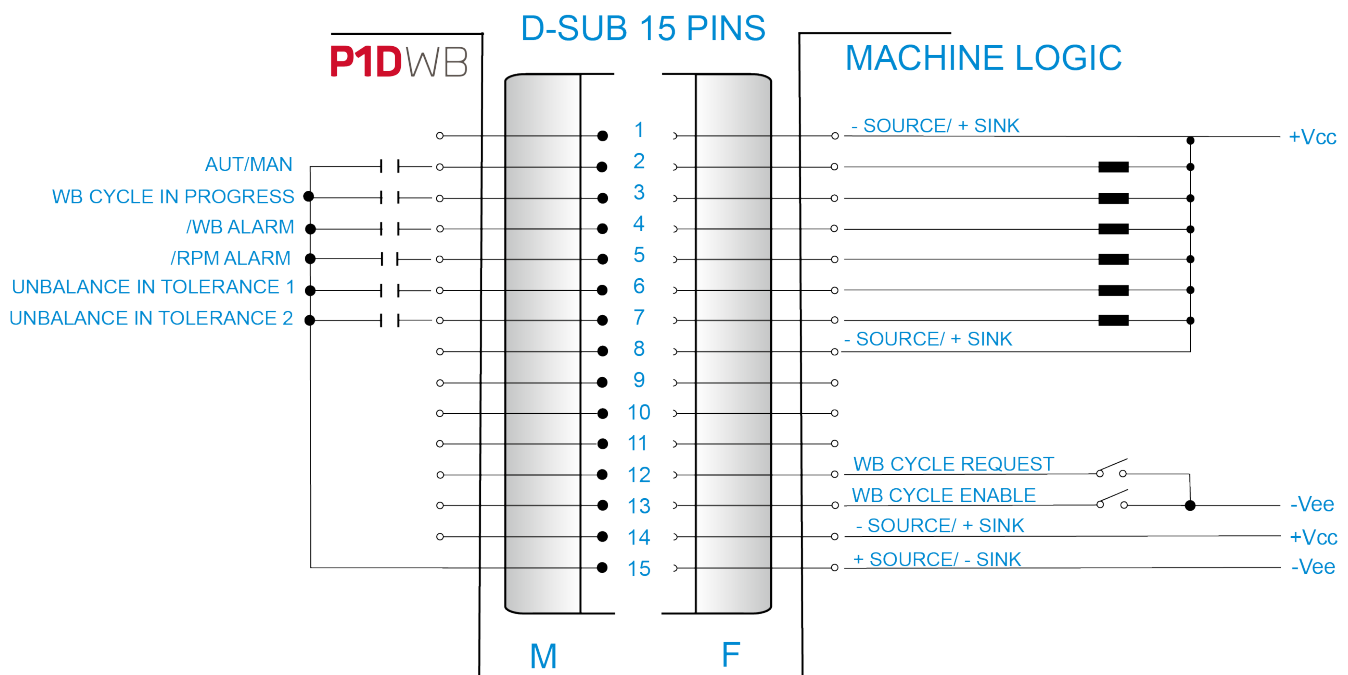 D-SUB 15 PINS
P1DWB
MACHINE LOGIC
1
- SOURCE/ + SINK
+Vcc
AUT/MAN
2
WB CYCLE IN PROGRESS
3
/WB ALARM
4
/RPM ALARM
5
UNBALANCE IN TOLERANCE 1
6
UNBALANCE IN TOLERANCE 2
7
8
- SOURCE/ + SINK
9
10
11
12
WB CYCLE REQUEST
13
WB CYCLE ENABLE
-Vee
14
- SOURCE/ + SINK
+Vcc
15
+ SOURCE/ - SINK
-Vee
M
F